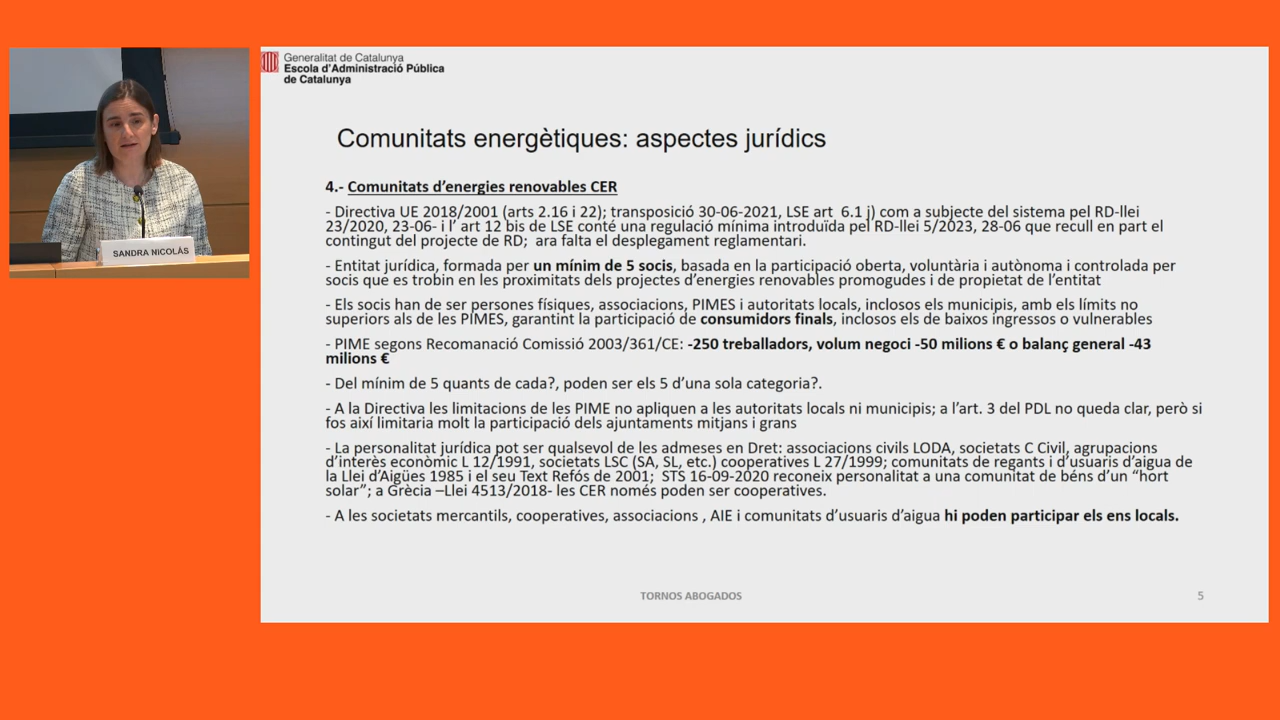 Generalitat de Catalunya
Escola d'Administració Pública
de Catalunya
SANDRA NICOLÁS
Comunitats energètiques: aspectes jurídics
4.- Comunitats d'energies renovables CER
- Directiva UE 2018/2001 (arts 2.16 i 22); transposició 30-06-2021, LSE art 6.1 j) com a subjecte del sistema pel RD-llei
23/2020, 23-06- i l' art 12 bis de LSE conté una regulació mínima introduïda pel RD-llei 5/2023, 28-06 que recull en part el
contingut del projecte de RD; ara falta el desplegament reglamentari.
- Entitat jurídica, formada per un mínim de 5 socis, basada en la participació oberta, voluntària i autònoma i controlada per
socis que es trobin en les proximitats dels projectes d'energies renovables promogudes i de propietat de l'entitat
- Els socis han de ser persones físiques, associacions, PIMES i autoritats locals, inclosos els municipis, amb els límits no
superiors als de les PIMES, garantint la participació de consumidors finals, inclosos els de baixos ingressos o vulnerables
- PIME segons Recomanació Comissió 2003/361/CE: -250 treballadors, volum negoci -50 milions € o balanç general -43
milions €
- Del mínim de 5 quants de cada?, poden ser els 5 d'una sola categoria?.
- A la Directiva les limitacions de les PIME no apliquen a les autoritats locals ni municipis; a l'art. 3 del PDL no queda clar, però si
fos així limitaria molt la participació dels ajuntaments mitjans i grans
- La personalitat jurídica pot ser qualsevol de les admeses en Dret: associacions civils LODA, societats C Civil, agrupacions
d'interès econòmic L 12/1991, societats LSC (SA, SL, etc.) cooperatives L 27/1999; comunitats de regants i d'usuaris d'aigua de
la Llei d'Aigües 1985 i el seu Text Refós de 2001; STS 16-09-2020 reconeix personalitat a una comunitat de béns d'un "hort
solar"; a Grècia –Llei 4513/2018- les CER només poden ser cooperatives.
- A les societats mercantils, cooperatives, associacions , AIE i comunitats d'usuaris d'aigua hi poden participar els ens locals.
TORNOS ABOGADOS
5